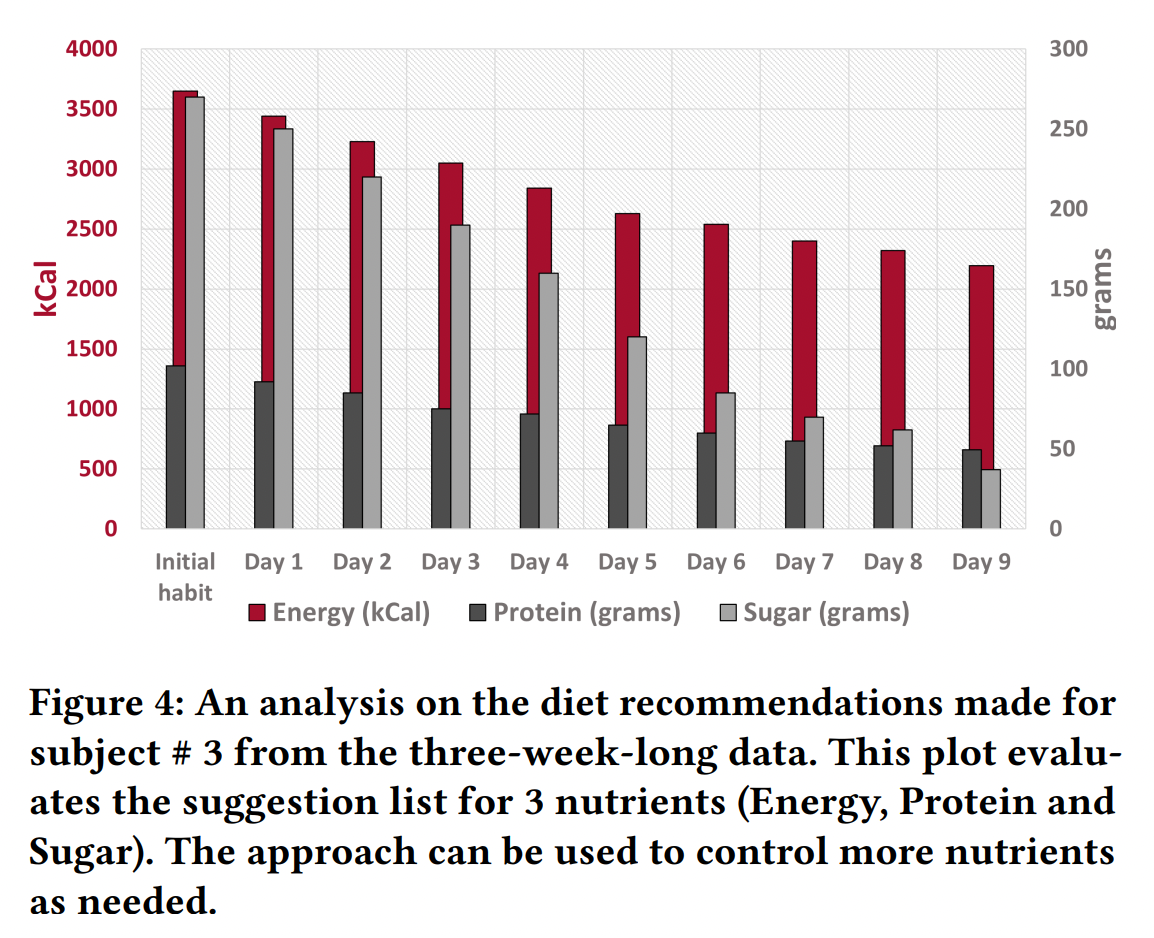 4000
3500
3000
2500
2000
1500
1000
500
0
kCal
300
250
200
150
100
50
0
grams
Initial habit Day 1 Day 2 Day 3 Day 4 Day 5 Day 6 Day 7 Day 8 Day 9
Energy (kCal) Protein (grams) Sugar (grams)
Figure 4: An analysis on the diet recommendations made for
subject # 3 from the three-week-long data. This plot evalu-
ates the suggestion list for 3 nutrients (Energy, Protein and
Sugar). The approach can be used to control more nutrients
as needed.